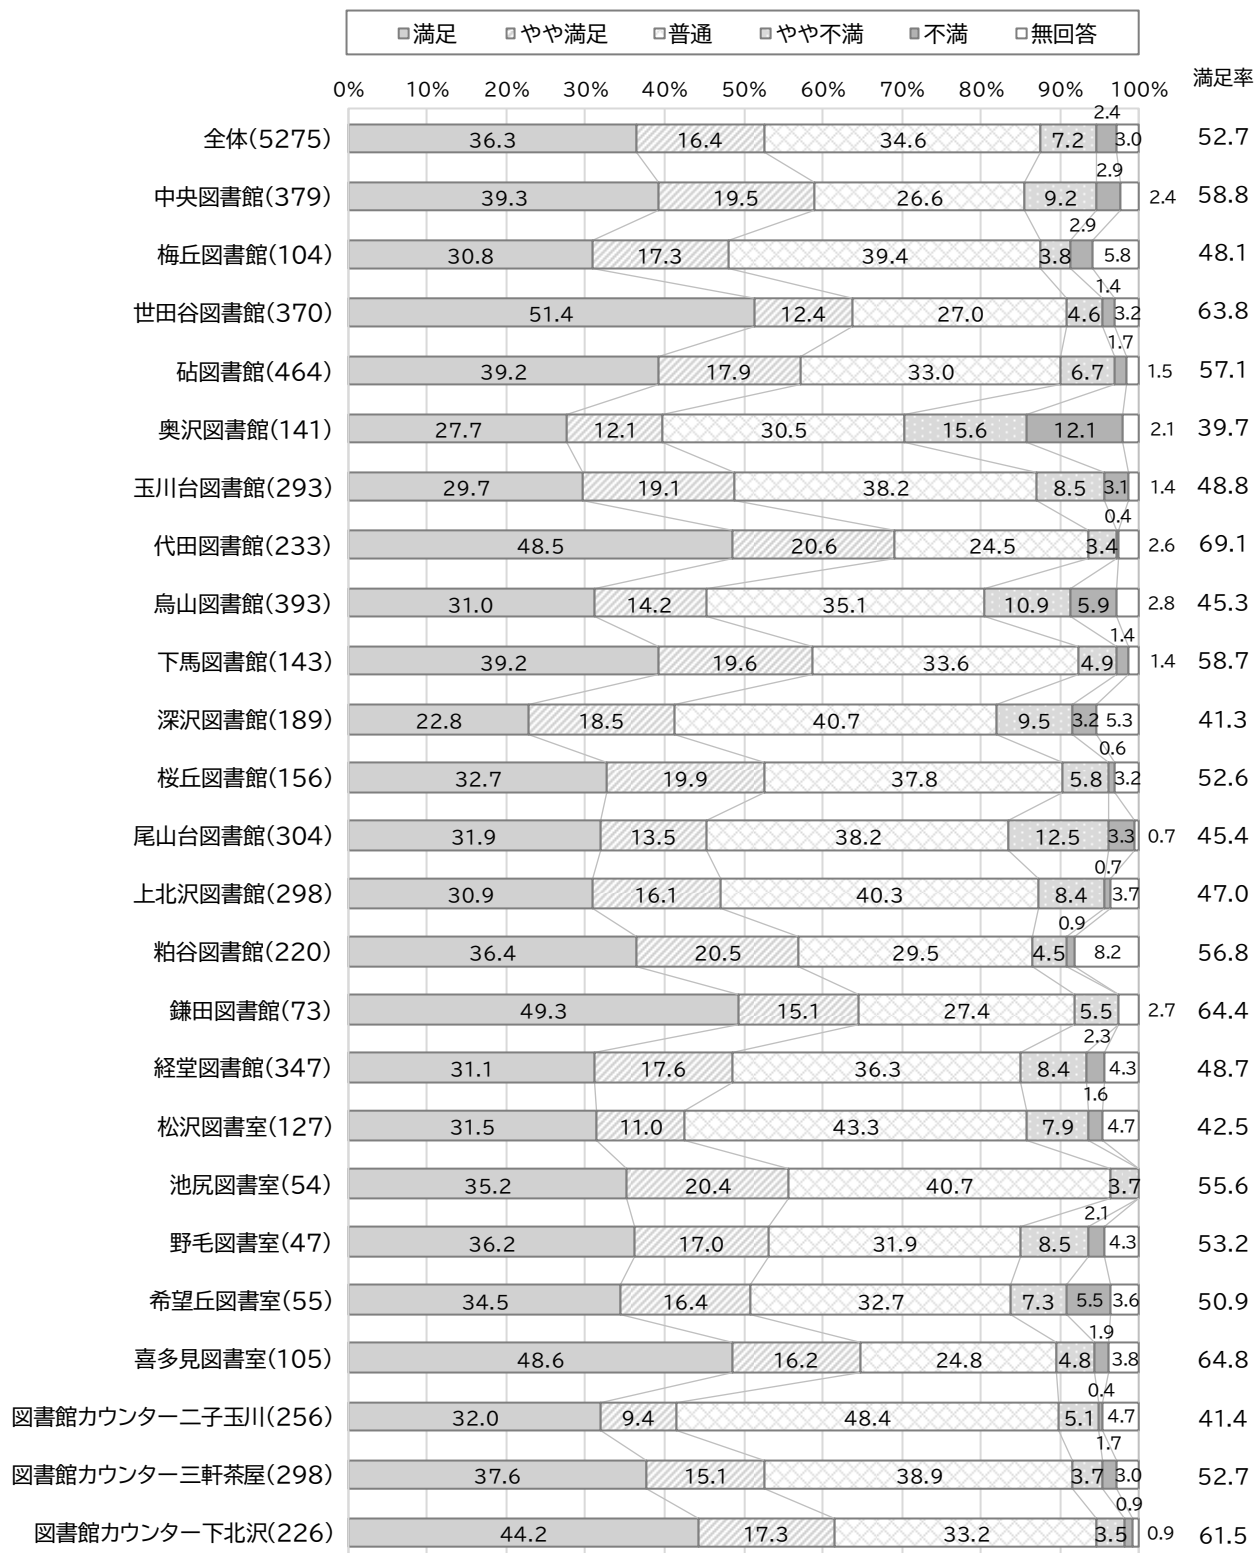 満足 やや満足 普通 やや不満 不満 無回答
0% 10% 20% 30% 40% 50% 60% 70% 80% 90% 100% 満足率
全体(5275) 36.3 16.4 34.6 7.2 2.4 3.0 52.7
中央図書館(379) 39.3 19.5 26.6 9.2 2.9 2.4 58.8
梅丘図書館(104) 30.8 17.3 39.4 3.8 2.9 5.8 48.1
世田谷図書館(370) 51.4 12.4 27.0 4.6 1.4 3.2 63.8
砧図書館(464) 39.2 17.9 33.0 6.7 1.7 1.5 57.1
奥沢図書館(141) 27.7 12.1 30.5 15.6 12.1 2.1 39.7
玉川台図書館(293) 29.7 19.1 38.2 8.5 3.1 1.4 48.8
代田図書館(233) 48.5 20.6 24.5 3.4 0.4 2.6 69.1
烏山図書館(393) 31.0 14.2 35.1 10.9 5.9 2.8 45.3
下馬図書館(143) 39.2 19.6 33.6 4.9 1.4 1.4 58.7
深沢図書館(189) 22.8 18.5 40.7 9.5 3.2 5.3 41.3
桜丘図書館(156) 32.7 19.9 37.8 5.8 0.6 3.2 52.6
尾山台図書館(304) 31.9 13.5 38.2 12.5 3.3 0.7 45.4
上北沢図書館(298) 30.9 16.1 40.3 8.4 0.7 3.7 47.0
粕谷図書館(220) 36.4 20.5 29.5 4.5 0.9 8.2 56.8
鎌田図書館(73) 49.3 15.1 27.4 5.5 2.7 64.4
経堂図書館(347) 31.1 17.6 36.3 8.4 2.3 4.3 48.7
松沢図書室(127) 31.5 11.0 43.3 7.9 1.6 4.7 42.5
池尻図書室(54) 35.2 20.4 40.7 3.7 55.6
野毛図書室(47) 36.2 17.0 31.9 8.5 2.1 4.3 53.2
希望丘図書室(55) 34.5 16.4 32.7 7.3 5.5 3.6 50.9
喜多見図書室(105) 48.6 16.2 24.8 4.8 1.9 3.8 64.8
図書館カウンター二子玉川(256) 32.0 9.4 48.4 5.1 0.4 4.7 41.4
図書館カウンター三軒茶屋(298) 37.6 15.1 38.9 3.7 1.7 3.0 52.7
図書館カウンター下北沢(226) 44.2 17.3 33.2 3.5 0.9 0.9 61.5